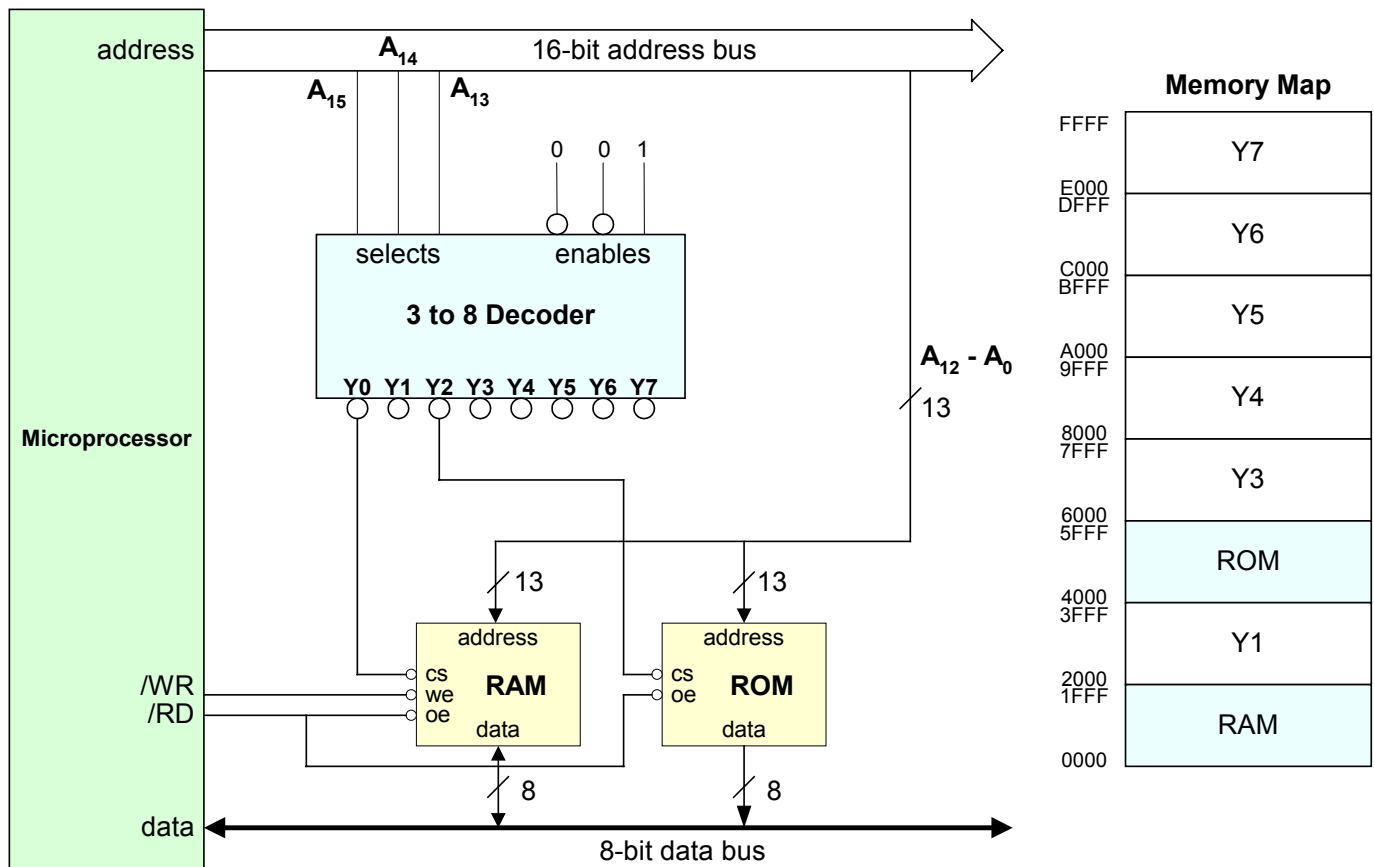 address
A14
16-bit address bus
A15
A13
0 0 1
selects
enables
3 to 8 Decoder
Y0 Y1 Y2 Y3 Y4 Y5 Y6 Y7
A12 - A0
13
Microprocessor
13
13
address
cs
we
oe
RAM
data
address
cs
oe
ROM
data
/WR
/RD
8
8
data
8-bit data bus
Memory Map
FFFF
Y7
E000
DFFF
Y6
C000
BFFF
Y5
A000
9FFF
Y4
8000
7FFF
Y3
6000
5FFF
ROM
4000
3FFF
Y1
2000
1FFF
RAM
0000